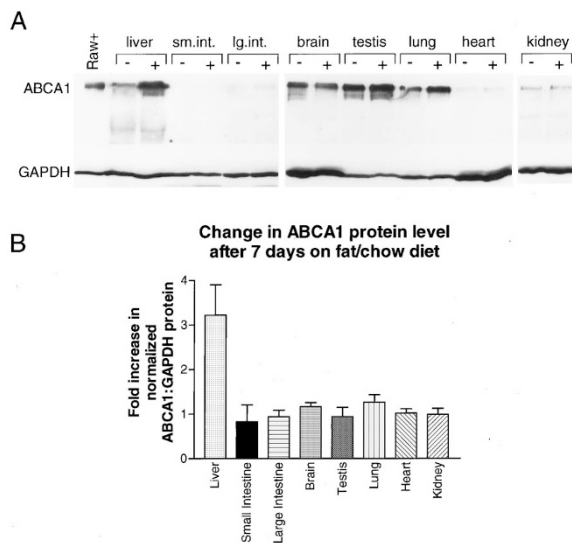 A
Raw+ liver sm.int. lg.int. brain testis lung heart kidney
- + - + - + - + - + - + - + - +
ABCA1
GAPDH
B
Change in ABCA1 protein level
after 7 days on fat/chow diet
Fold increase in
normalized
ABCA1:GAPDH protein
4
3
2
1
0
Liver
Small Intestine
Large Intestine
Brain
Testis
Lung
Heart
Kidney